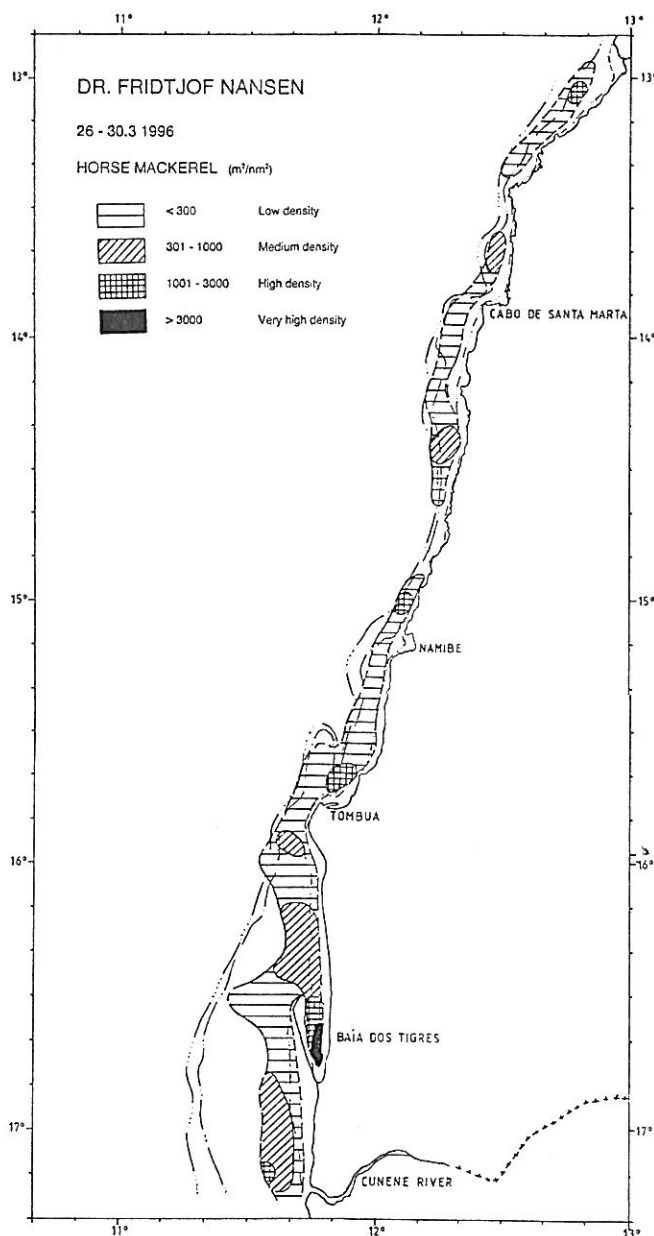 11° 12° 13°
13° 13°
DR. FRIDTJOF NANSEN
26 - 30.3 1996
HORSE MACKEREL (m²/nm²)
< 300 Low density
301 - 1000 Medium density
1001 - 3000 High density
> 3000 Very high density
CABO DE SANTA MARTA
14° 14°
15° 15°
NAMIBE
TOMBUA
16° 16°
BAÍA DOS TIGRES
17° 17°
CUNENE RIVER
11° 12° 13°